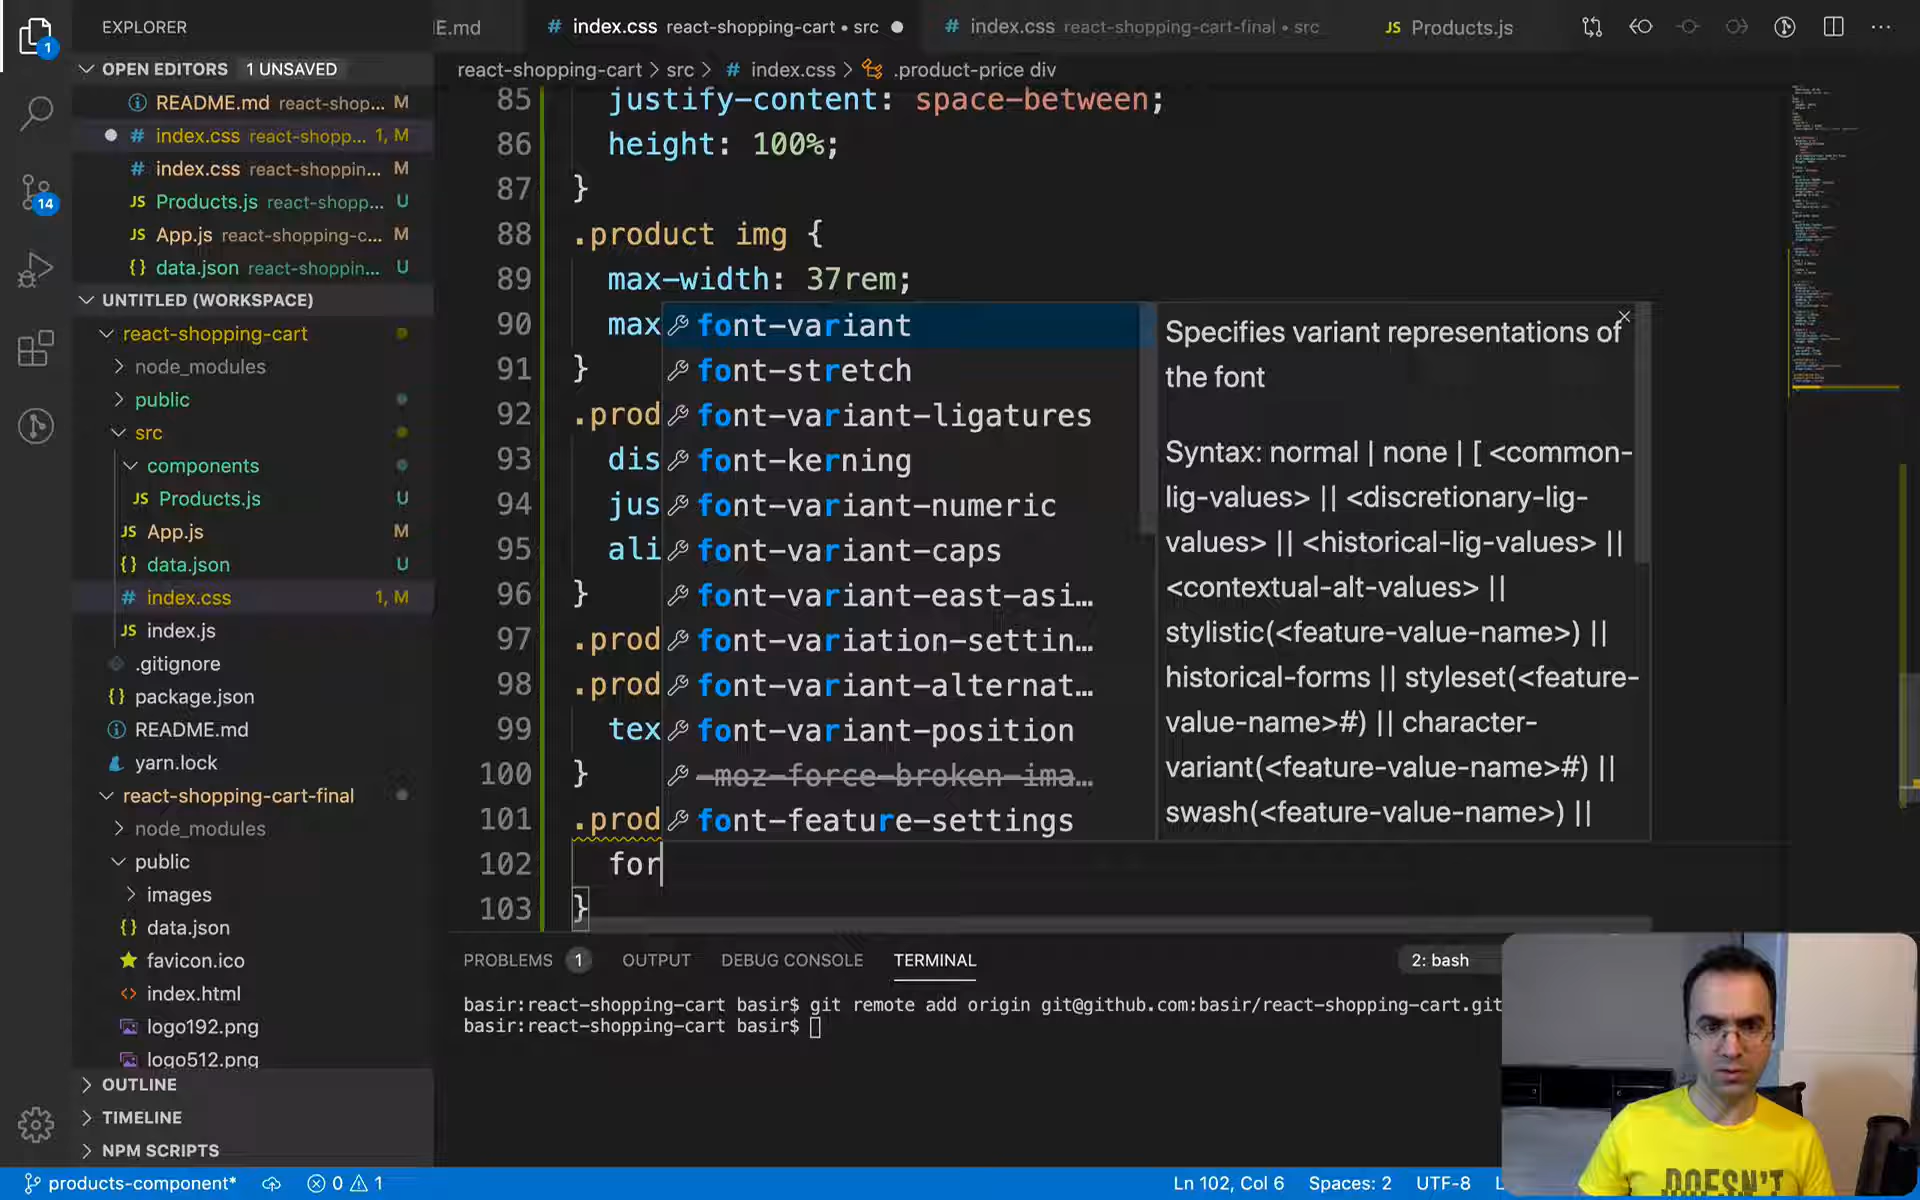 EXPLORER
OPEN EDITORS 1 UNSAVED
README.md react-shop... M
index.css react-shopp... 1, M
index.css react-shoppin... M
JS Products.js react-shopp... U
JS App.js react-shopping-c... M
{} data.json react-shoppin... U
UNTITLED (WORKSPACE)
react-shopping-cart
node_modules
public
src
components
JS Products.js U
JS App.js M
{} data.json U
# index.css 1, M
JS index.js
.gitignore
{} package.json
README.md
yarn.lock
react-shopping-cart-final
node_modules
public
images
{} data.json
favicon.ico
<> index.html
logo192.png
logo512.png
OUTLINE
TIMELINE
NPM SCRIPTS
1
14
E.md
# index.css react-shopping-cart • src
# index.css react-shopping-cart-final • src
JS Products.js
react-shopping-cart > src > # index.css > .product-price div
85 justify-content: space-between;
86 height: 100%;
87 }
88 .product img {
89 max-width: 37rem;
90 max
91 }
92 .prod
93 dis
94 jus
95 ali
96 }
97 .prod
98 .prod
99 tex
100 }
101 .prod
102 for
103 }
font-variant
font-stretch
font-variant-ligatures
font-kerning
font-variant-numeric
font-variant-caps
font-variant-east-asi…
font-variation-settin…
font-variant-alternat…
font-variant-position
-moz-force-broken-ima…
font-feature-settings
Specifies variant representations of
the font
Syntax: normal | none | [ <common-
lig-values> || <discretionary-lig-
values> || <historical-lig-values> ||
<contextual-alt-values> ||
stylistic(<feature-value-name>) ||
historical-forms || styleset(<feature-
value-name>#) || character-
variant(<feature-value-name>#) ||
swash(<feature-value-name>) ||
PROBLEMS 1 OUTPUT DEBUG CONSOLE TERMINAL
2: bash
basir:react-shopping-cart basir$ git remote add origin git@github.com:basir/react-shopping-cart.git
basir:react-shopping-cart basir$
DOESN'T
products-component* 0 1
Ln 102, Col 6 Spaces: 2 UTF-8 L